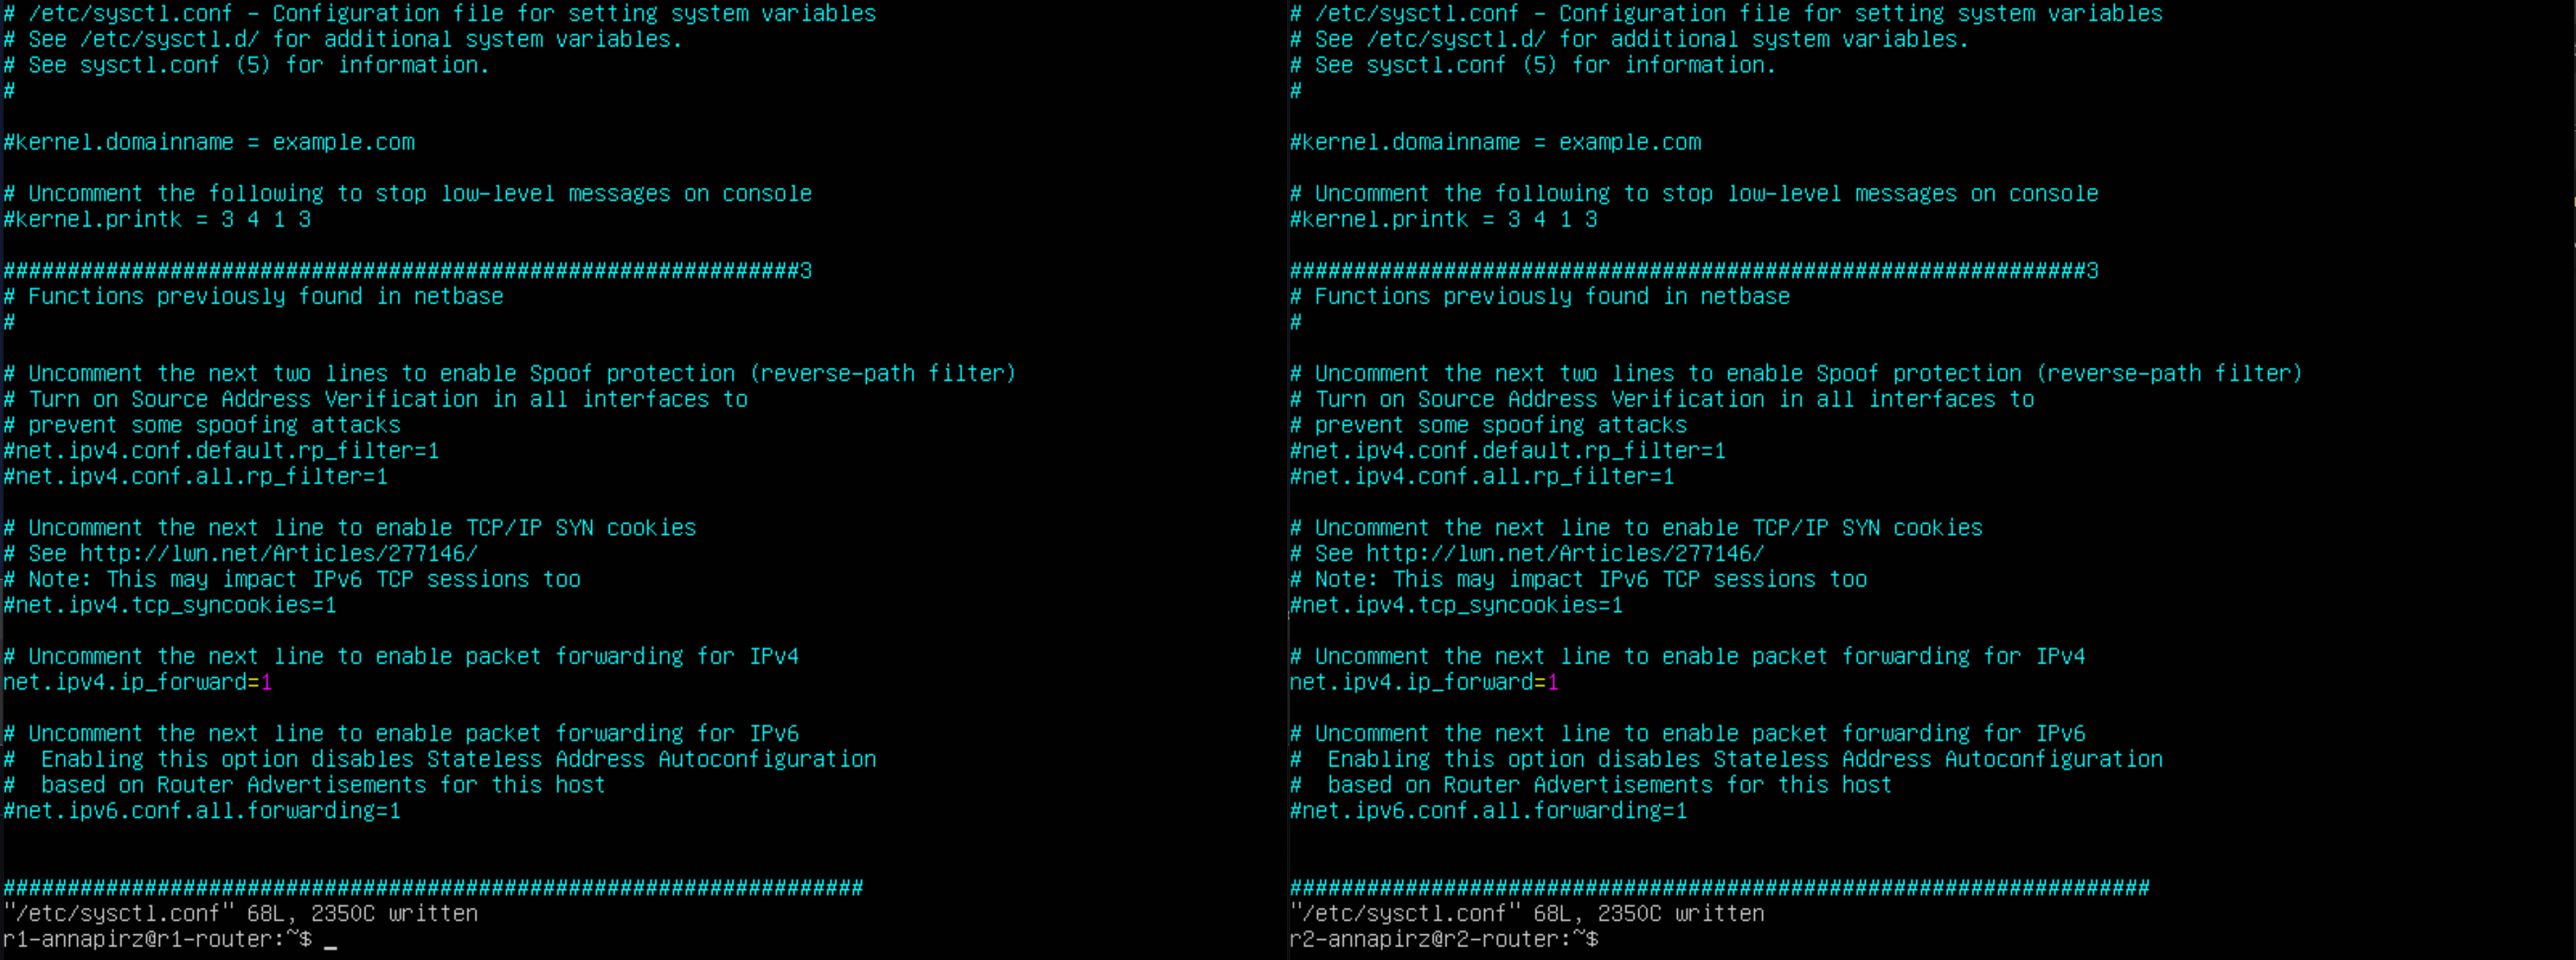 # /etc/sysctl.conf - Configuration file for setting system variables
# See /etc/sysctl.d/ for additional system variables.
# See sysctl.conf (5) for information.
#
#kernel.domainname = example.com
# Uncomment the following to stop low-level messages on console
#kernel.printk = 3 4 1 3
##############################################################3
# Functions previously found in netbase
#
# Uncomment the next two lines to enable Spoof protection (reverse-path filter)
# Turn on Source Address Verification in all interfaces to
# prevent some spoofing attacks
#net.ipv4.conf.default.rp_filter=1
#net.ipv4.conf.all.rp_filter=1
# Uncomment the next line to enable TCP/IP SYN cookies
# See http://lwn.net/Articles/277146/
# Note: This may impact IPv6 TCP sessions too
#net.ipv4.tcp_syncookies=1
# Uncomment the next line to enable packet forwarding for IPv4
net.ipv4.ip_forward=1
# Uncomment the next line to enable packet forwarding for IPv6
#  Enabling this option disables Stateless Address Autoconfiguration
#  based on Router Advertisements for this host
#net.ipv6.conf.all.forwarding=1
###################################################################
"/etc/sysctl.conf" 68L, 2350C written
r1-annapirz@r1-router:~$ _
# /etc/sysctl.conf - Configuration file for setting system variables
# See /etc/sysctl.d/ for additional system variables.
# See sysctl.conf (5) for information.
#
#kernel.domainname = example.com
# Uncomment the following to stop low-level messages on console
#kernel.printk = 3 4 1 3
##############################################################3
# Functions previously found in netbase
#
# Uncomment the next two lines to enable Spoof protection (reverse-path filter)
# Turn on Source Address Verification in all interfaces to
# prevent some spoofing attacks
#net.ipv4.conf.default.rp_filter=1
#net.ipv4.conf.all.rp_filter=1
# Uncomment the next line to enable TCP/IP SYN cookies
# See http://lwn.net/Articles/277146/
# Note: This may impact IPv6 TCP sessions too
#net.ipv4.tcp_syncookies=1
# Uncomment the next line to enable packet forwarding for IPv4
net.ipv4.ip_forward=1
# Uncomment the next line to enable packet forwarding for IPv6
#  Enabling this option disables Stateless Address Autoconfiguration
#  based on Router Advertisements for this host
#net.ipv6.conf.all.forwarding=1
###################################################################
"/etc/sysctl.conf" 68L, 2350C written
r2-annapirz@r2-router:~$